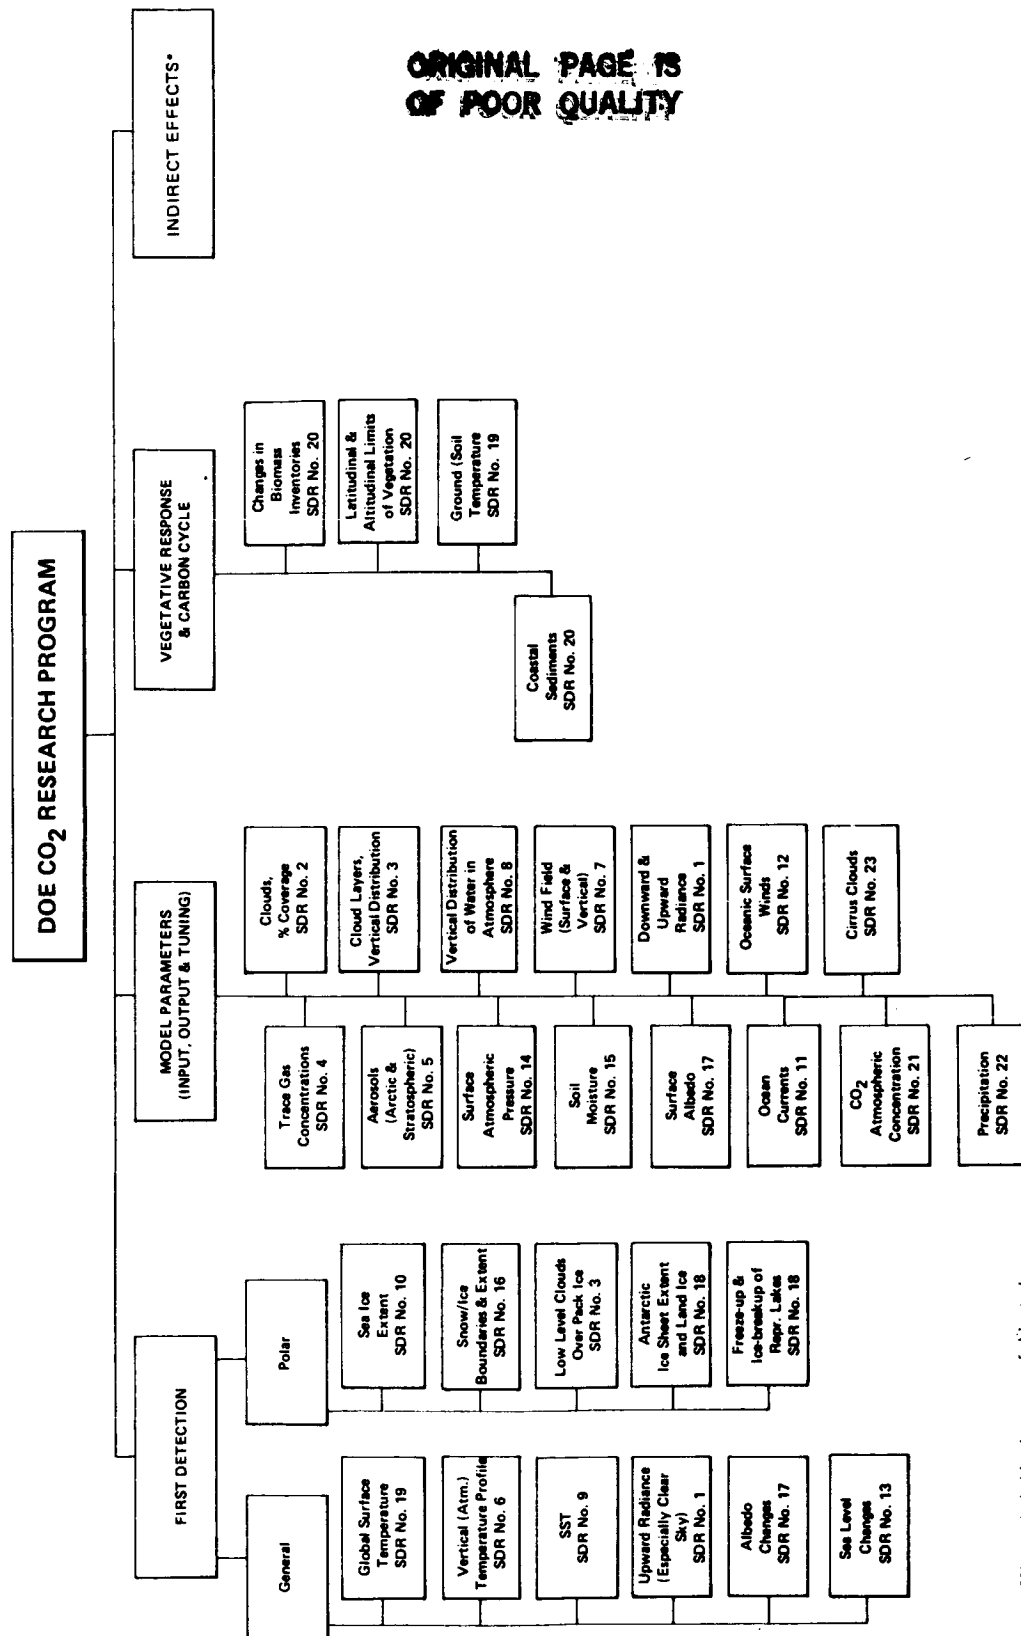 ORIGINAL PAGE IS
OF POOR QUALITY
DOE CO2 RESEARCH PROGRAM
FIRST DETECTION
General
Global Surface
Temperature
SDR No. 19
Vertical (Atm.)
Temperature Profile
SDR No. 6
SST
SDR No. 9
Upward Radiance
(Especially Clear
Sky)
SDR No. 1
Albedo
Changes
SDR No. 17
Sea Level
Changes
SDR No. 13
Polar
Sea Ice
Extent
SDR No. 10
Snow/Ice
Boundaries & Extent
SDR No. 16
Low Level Clouds
Over Pack Ice
SDR No. 3
Antarctic
Ice Sheet Extent
and Land Ice
SDR No. 18
Freeze-up &
Ice-breakup of
Repr. Lakes
SDR No. 18
MODEL PARAMETERS
(INPUT, OUTPUT & TUNING)
Trace Gas
Concentrations
SDR No. 4
Aerosols
(Arctic &
Stratospheric)
SDR No. 5
Surface
Atmospheric
Pressure
SDR No. 14
Soil
Moisture
SDR No. 15
Surface
Albedo
SDR No. 17
Ocean
Currents
SDR No. 11
CO2
Atmospheric
Concentration
SDR No. 21
Precipitation
SDR No. 22
Clouds,
% Coverage
SDR No. 2
Cloud Layers,
Vertical Distribution
SDR No. 3
Vertical Distribution
of Water in
Atmosphere
SDR No. 8
Wind Field
(Surface &
Vertical)
SDR No. 7
Downward &
Upward
Radiance
SDR No. 1
Oceanic Surface
Winds
SDR No. 12
Cirrus Clouds
SDR No. 23
VEGETATIVE RESPONSE
& CARBON CYCLE
Changes in
Biomass
Inventories
SDR No. 20
Latitudinal &
Altitudinal Limits
of Vegetation
SDR No. 20
Ground (Soil
Temperature
SDR No. 19
Coastal
Sediments
SDR No. 20
INDIRECT EFFECTS*